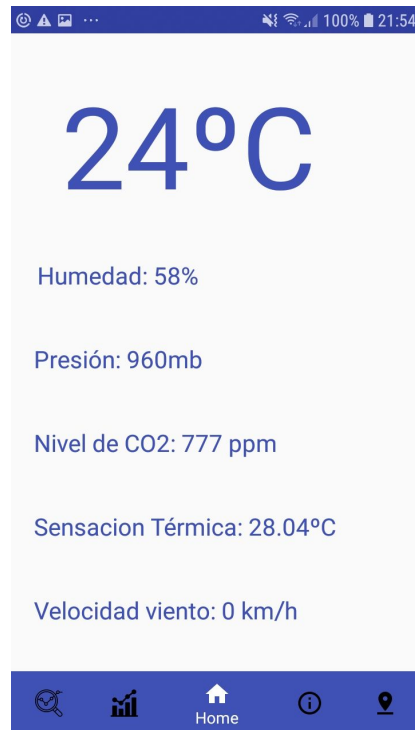 100% 21:54
24ºC
Humedad: 58%
Presión: 960mb
Nivel de CO2: 777 ppm
Sensacion Térmica: 28.04ºC
Velocidad viento: 0 km/h
Home